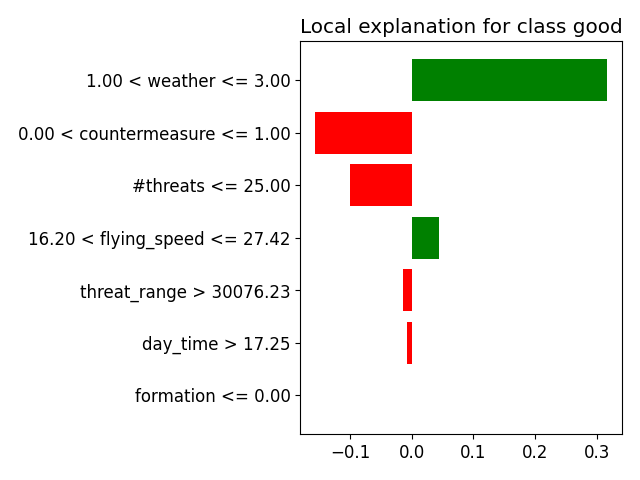 Local explanation for class good
1.00 < weather <= 3.00
0.00 < countermeasure <= 1.00
#threats <= 25.00
16.20 < flying_speed <= 27.42
threat_range > 30076.23
day_time > 17.25
formation <= 0.00
−0.1 0.0 0.1 0.2 0.3